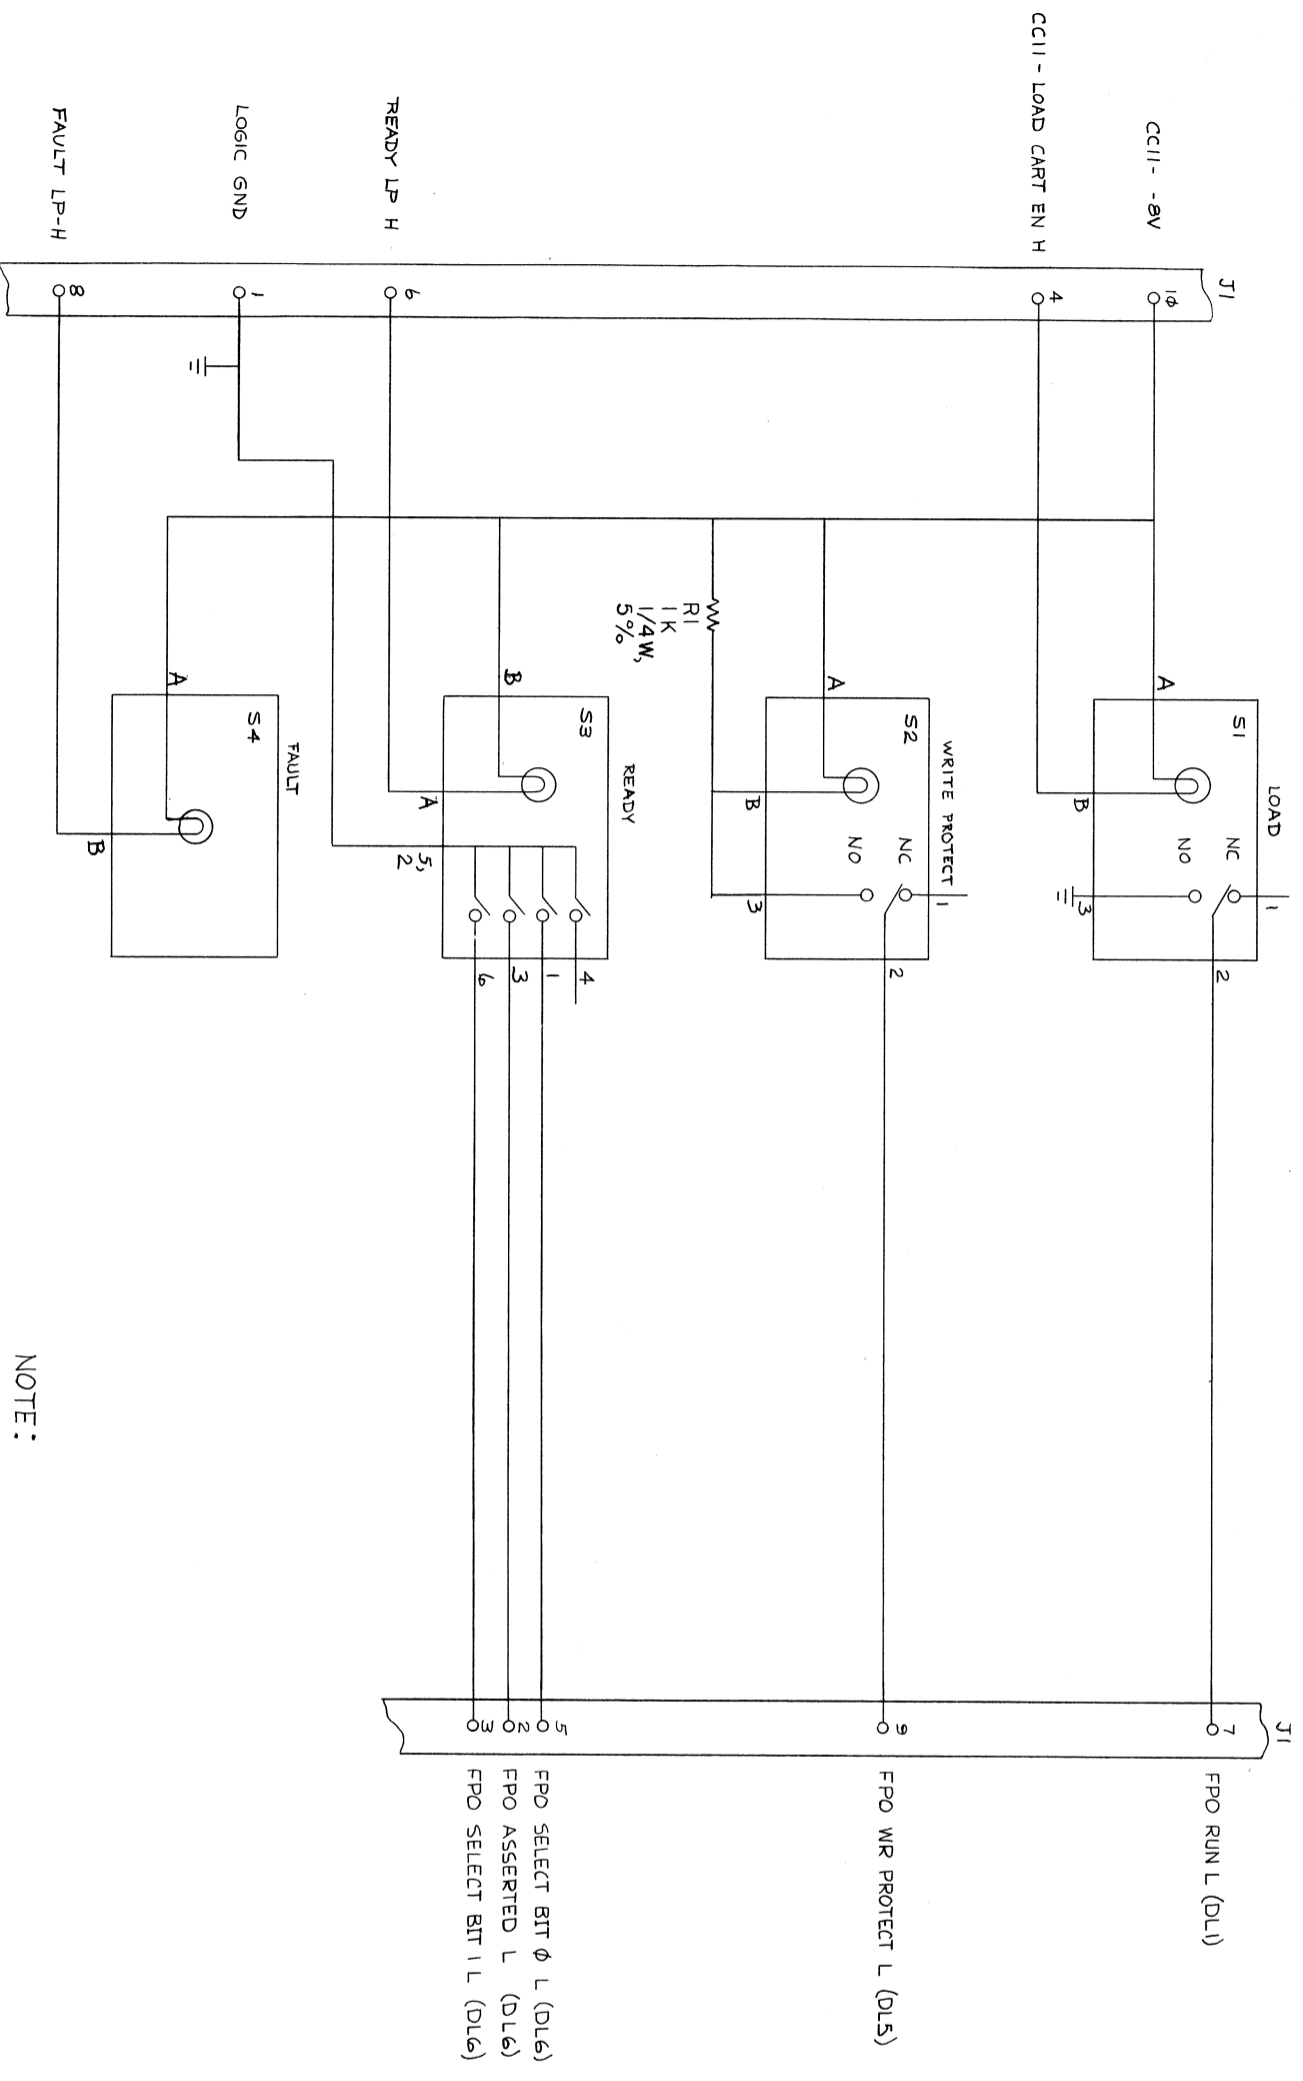 J1
CC11- -8V
1φ
CC11 - LOAD CART EN H
4
READY LP H
6
LOGIC GND
1
FAULT LP-H
8
LOAD
S1
A
B
NC
NO
1
2
3
WRITE PROTECT
S2
A
B
NC
NO
1
2
3
R1
1K
1/4W,
5%
READY
S3
B
A
5,
2
4
1
3
6
FAULT
S4
A
B
J1
7
FPO RUN L (DL1)
9
FPO WR PROTECT L (DL5)
5
FPO SELECT BIT φ L (DL6)
2
FPO ASSERTED L (DL6)
3
FPO SELECT BIT 1 L (DL6)
NOTE: